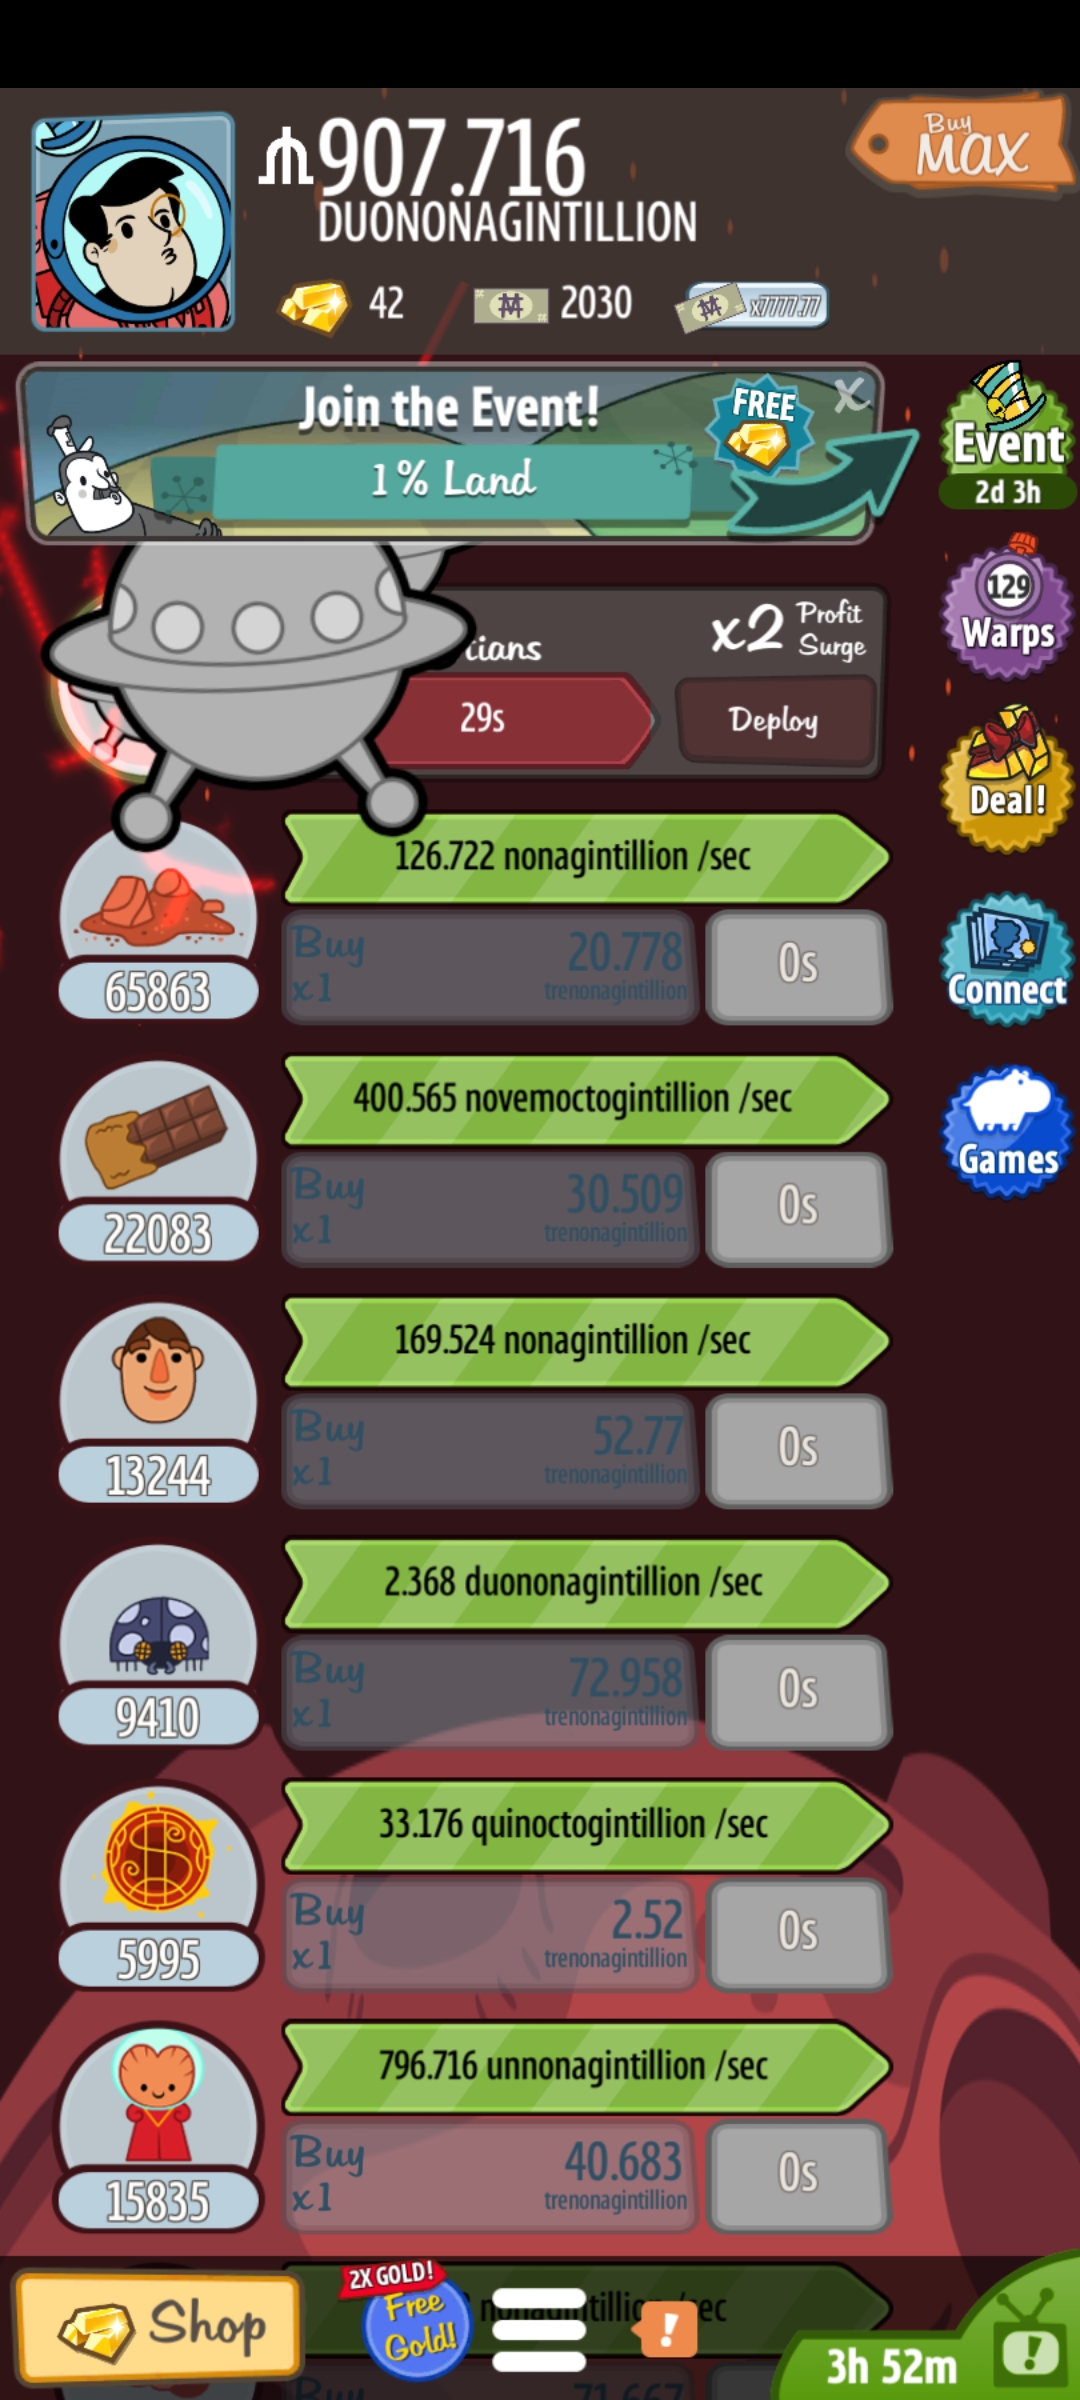 907.716
DUONONAGINTILLION
Buy
MAX
42
2030
x7777.77
Join the Event!
1% Land
FREE
X
Event
2d 3h
x2 Profit
Surge
29s
Deploy
129
Warps
Deal!
126.722 nonagintillion /sec
65863
Buy
x1
20.778
trenonagintillion
0s
Connect
400.565 novemoctogintillion /sec
22083
Buy
x1
30.509
trenonagintillion
0s
Games
169.524 nonagintillion /sec
13244
Buy
x1
52.77
trenonagintillion
0s
2.368 duononagintillion /sec
9410
Buy
x1
72.958
trenonagintillion
0s
33.176 quinoctogintillion /sec
5995
Buy
x1
2.52
trenonagintillion
0s
796.716 unnonagintillion /sec
15835
Buy
x1
40.683
trenonagintillion
0s
Shop
2X GOLD!
Free
Gold!
!
3h 52m
!